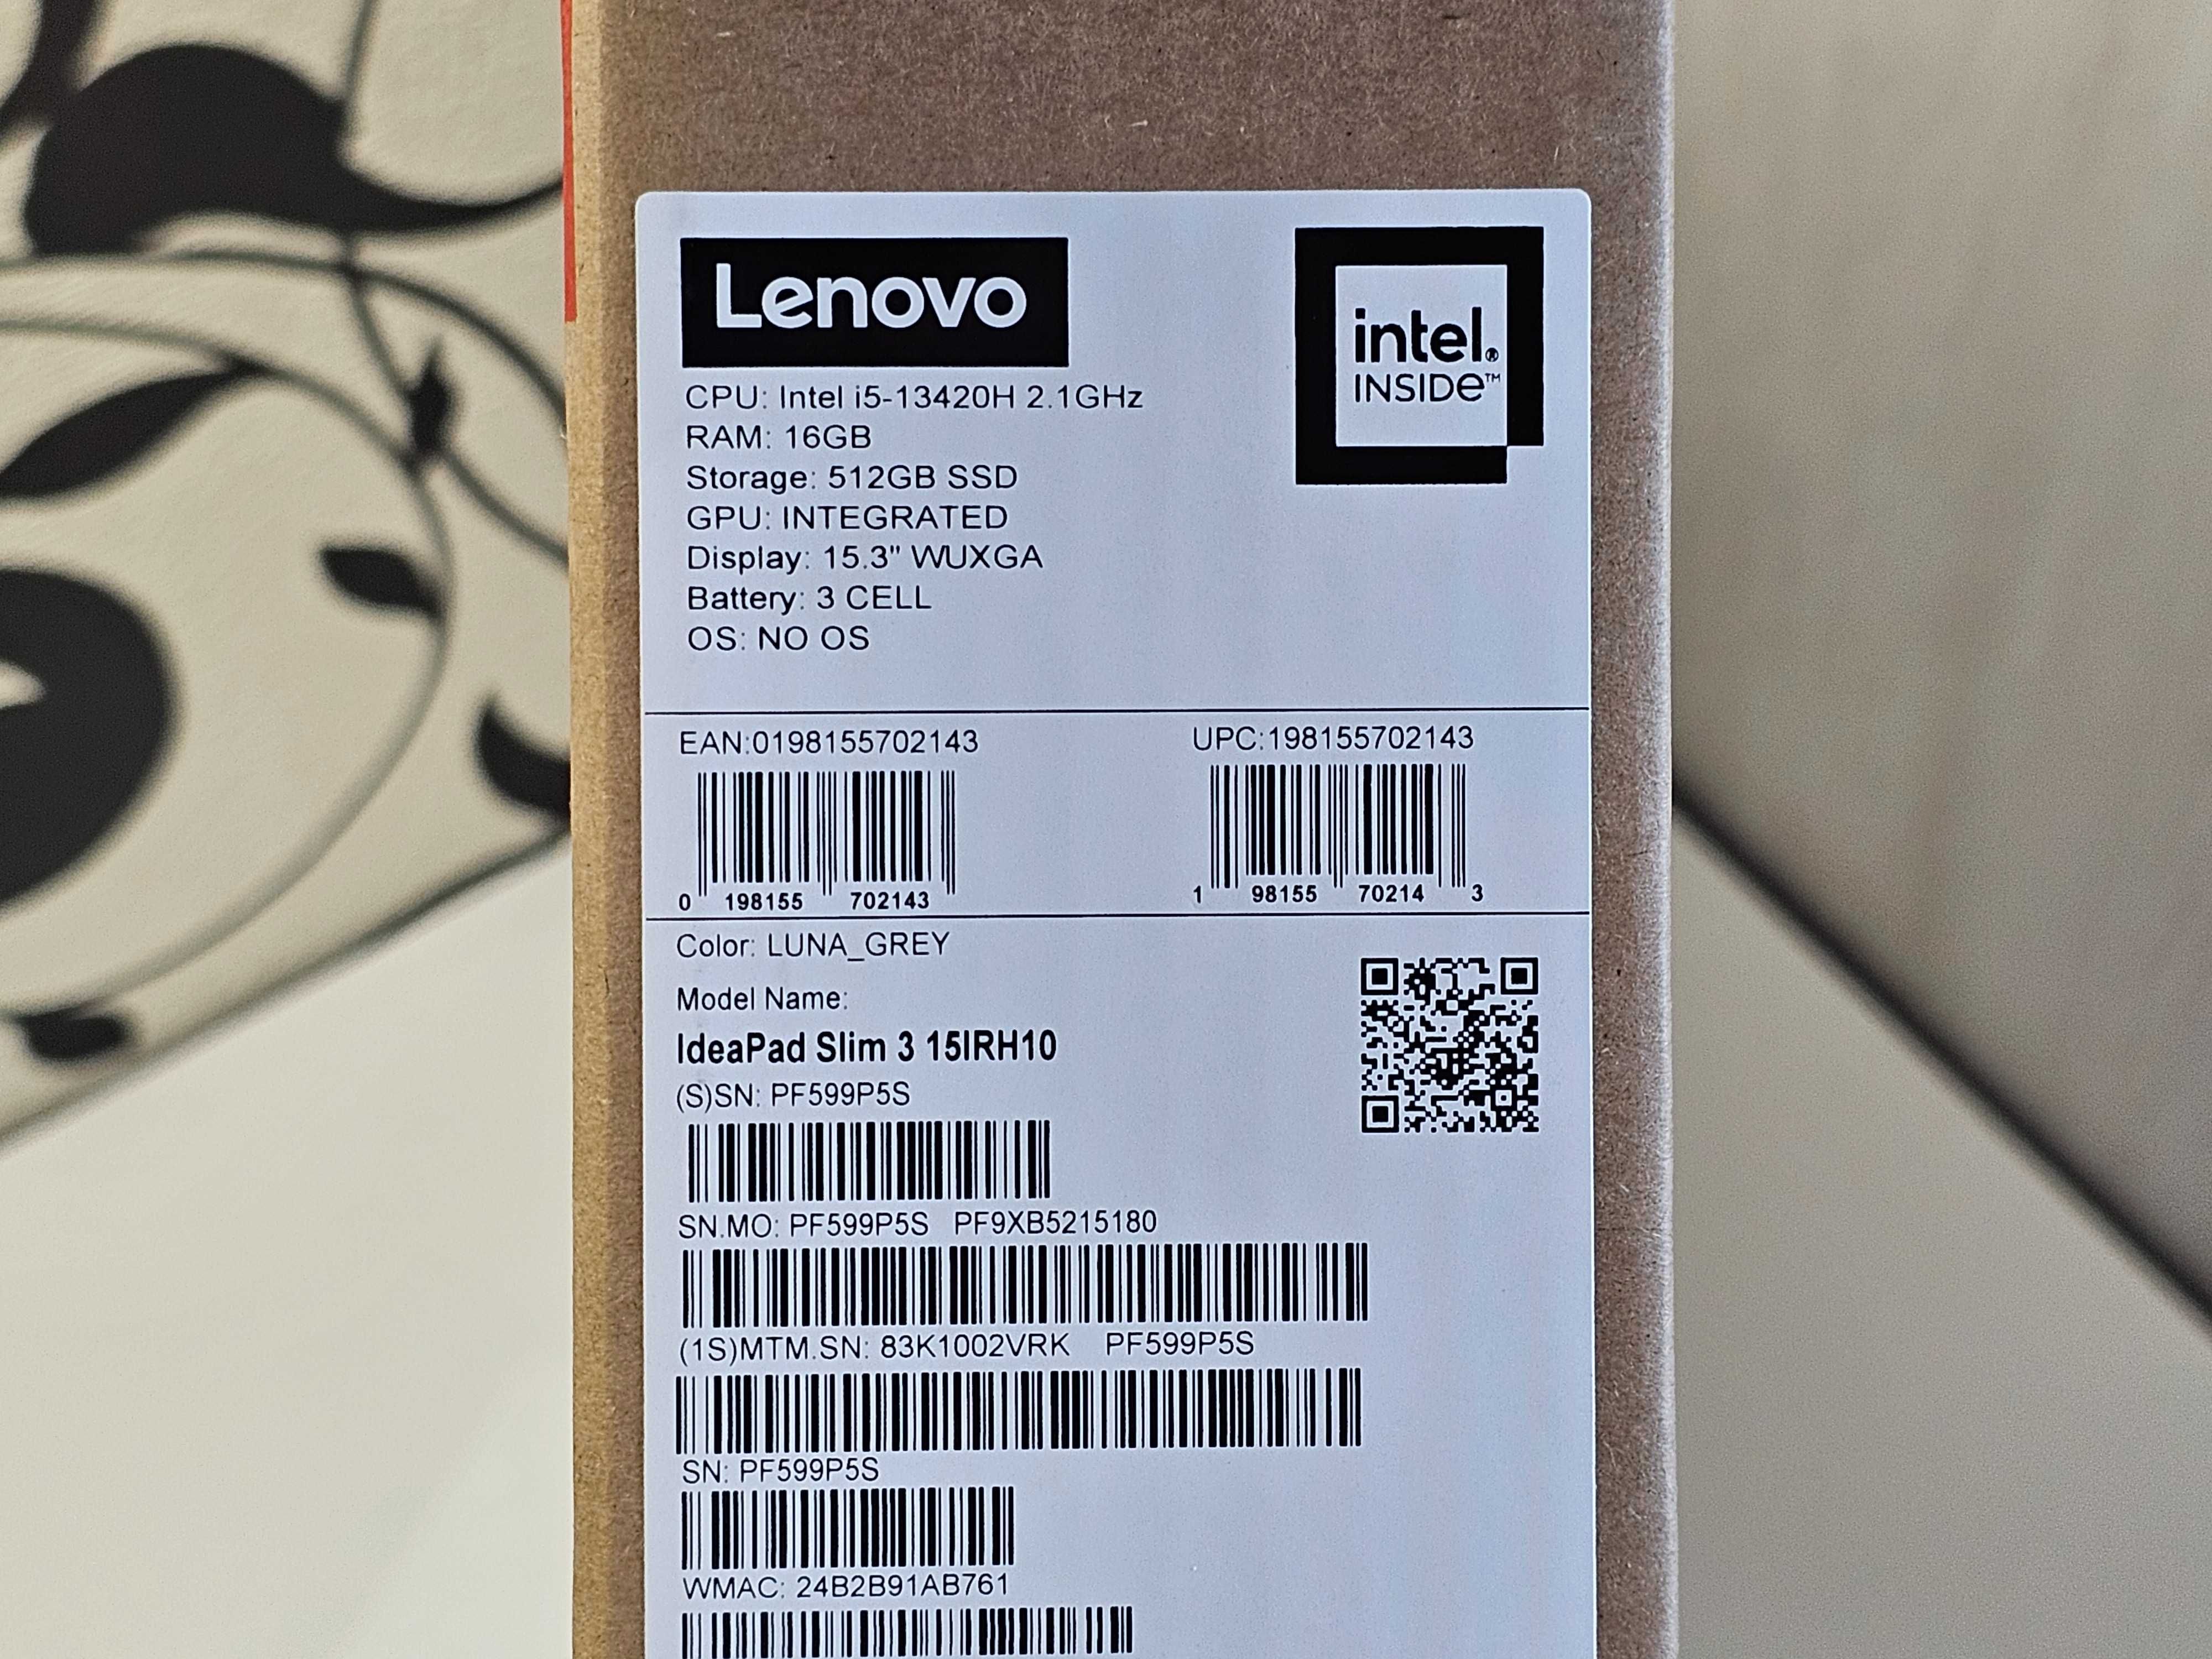 Lenovo
intel®
INSIDe™
CPU: Intel i5-13420H 2.1GHz
RAM: 16GB
Storage: 512GB SSD
GPU: INTEGRATED
Display: 15.3" WUXGA
Battery: 3 CELL
OS: NO OS
EAN:0198155702143 UPC:198155702143
0 198155 702143 1 98155 70214 3
Color: LUNA_GREY
Model Name:
IdeaPad Slim 3 15IRH10
(S)SN: PF599P5S
SN.MO: PF599P5S PF9XB5215180
(1S)MTM.SN: 83K1002VRK PF599P5S
SN: PF599P5S
WMAC: 24B2B91AB761